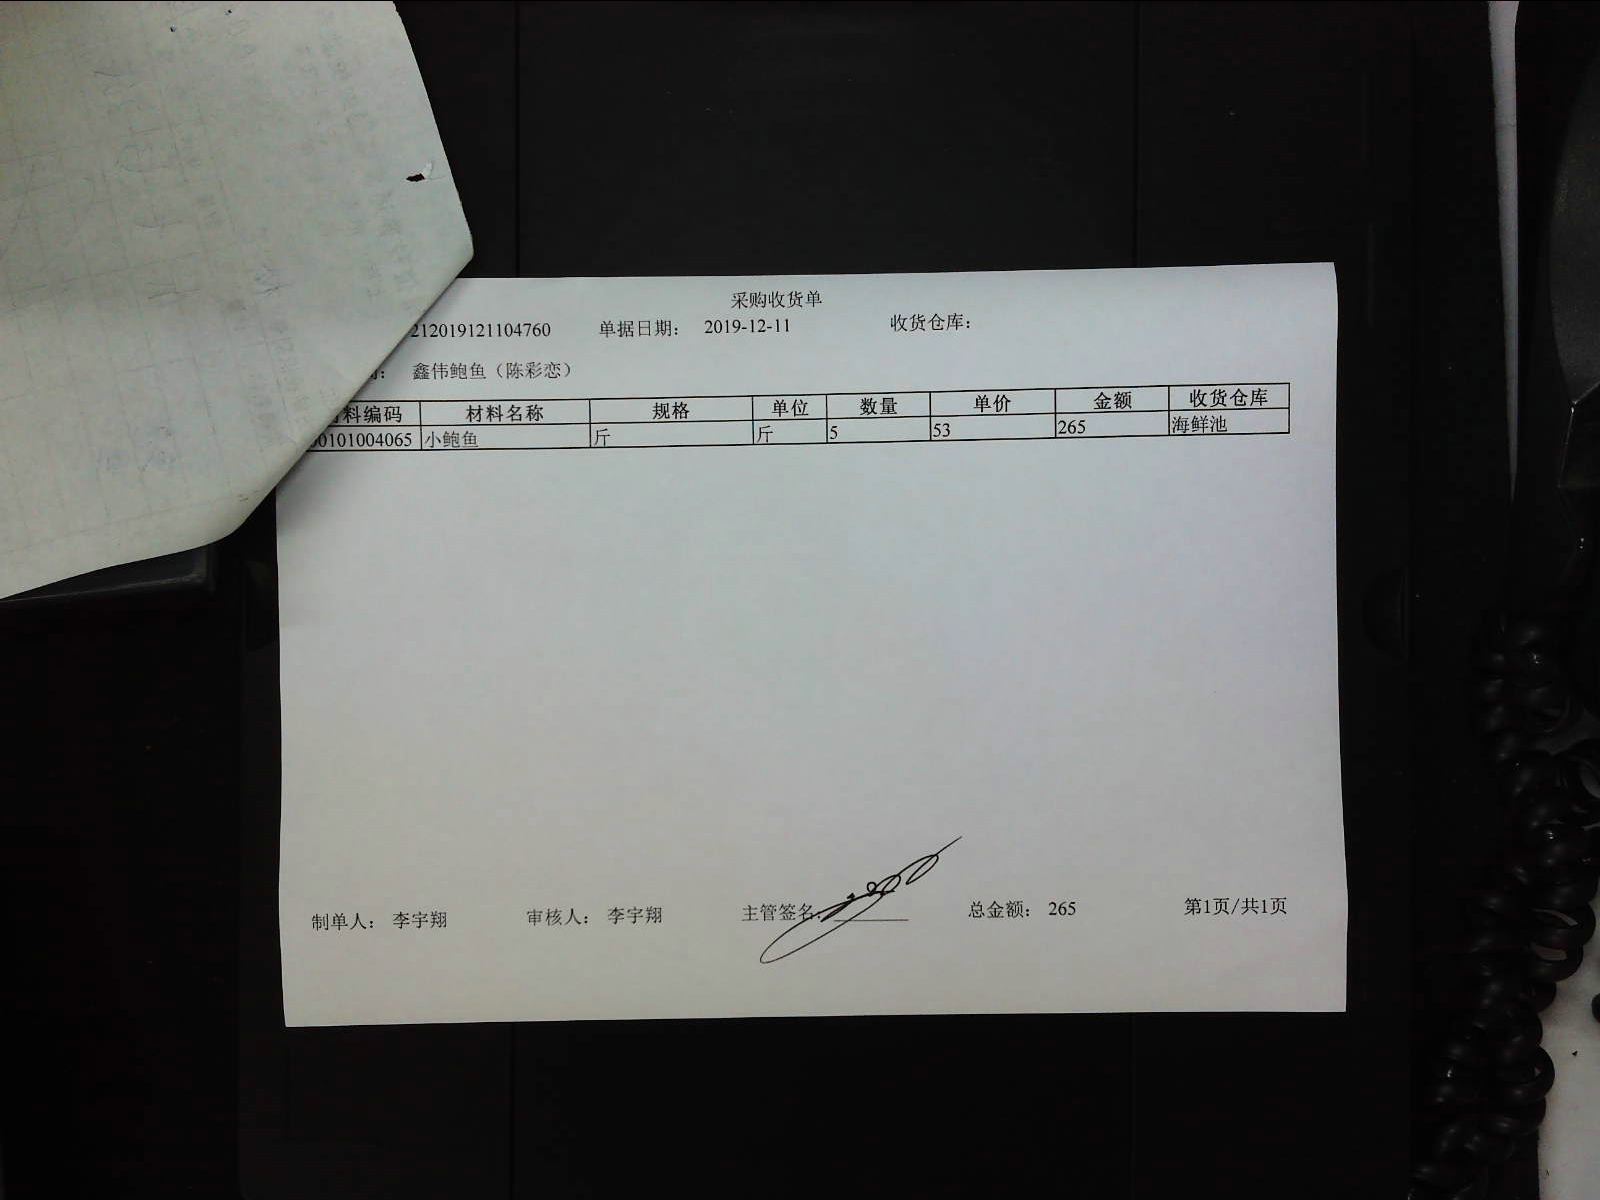 采购收货单
212019121104760 单据日期： 2019-12-11 收货仓库：
鑫伟鲍鱼（陈彩恋）
料编码 材料名称 规格 单位 数量 单价 金额 收货仓库
0101004065 小鲍鱼 斤 斤 5 53 265 海鲜池
制单人： 李宇翔 审核人： 李宇翔 主管签名： 总金额： 265 第1页/共1页